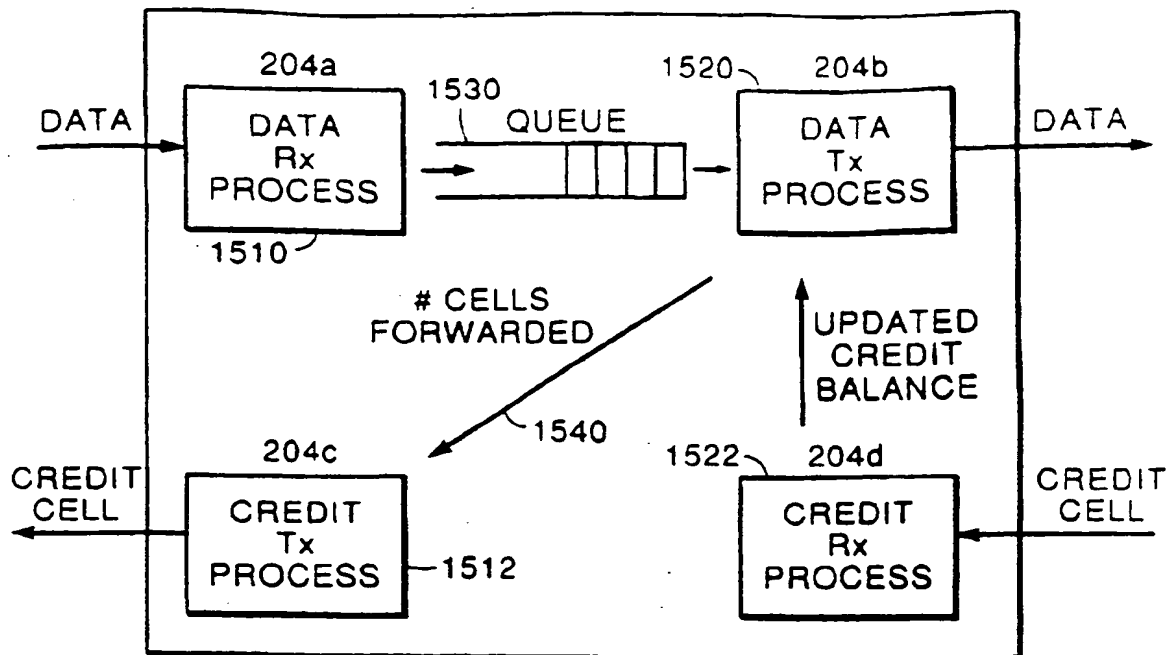 204a
1530
1520
204b
DATA
DATA
Rx
PROCESS
QUEUE
DATA
Tx
PROCESS
DATA
1510
# CELLS
FORWARDED
UPDATED
CREDIT
BALANCE
1540
204c
1522
204d
CREDIT
CELL
CREDIT
Tx
PROCESS
1512
CREDIT
Rx
PROCESS
CREDIT
CELL